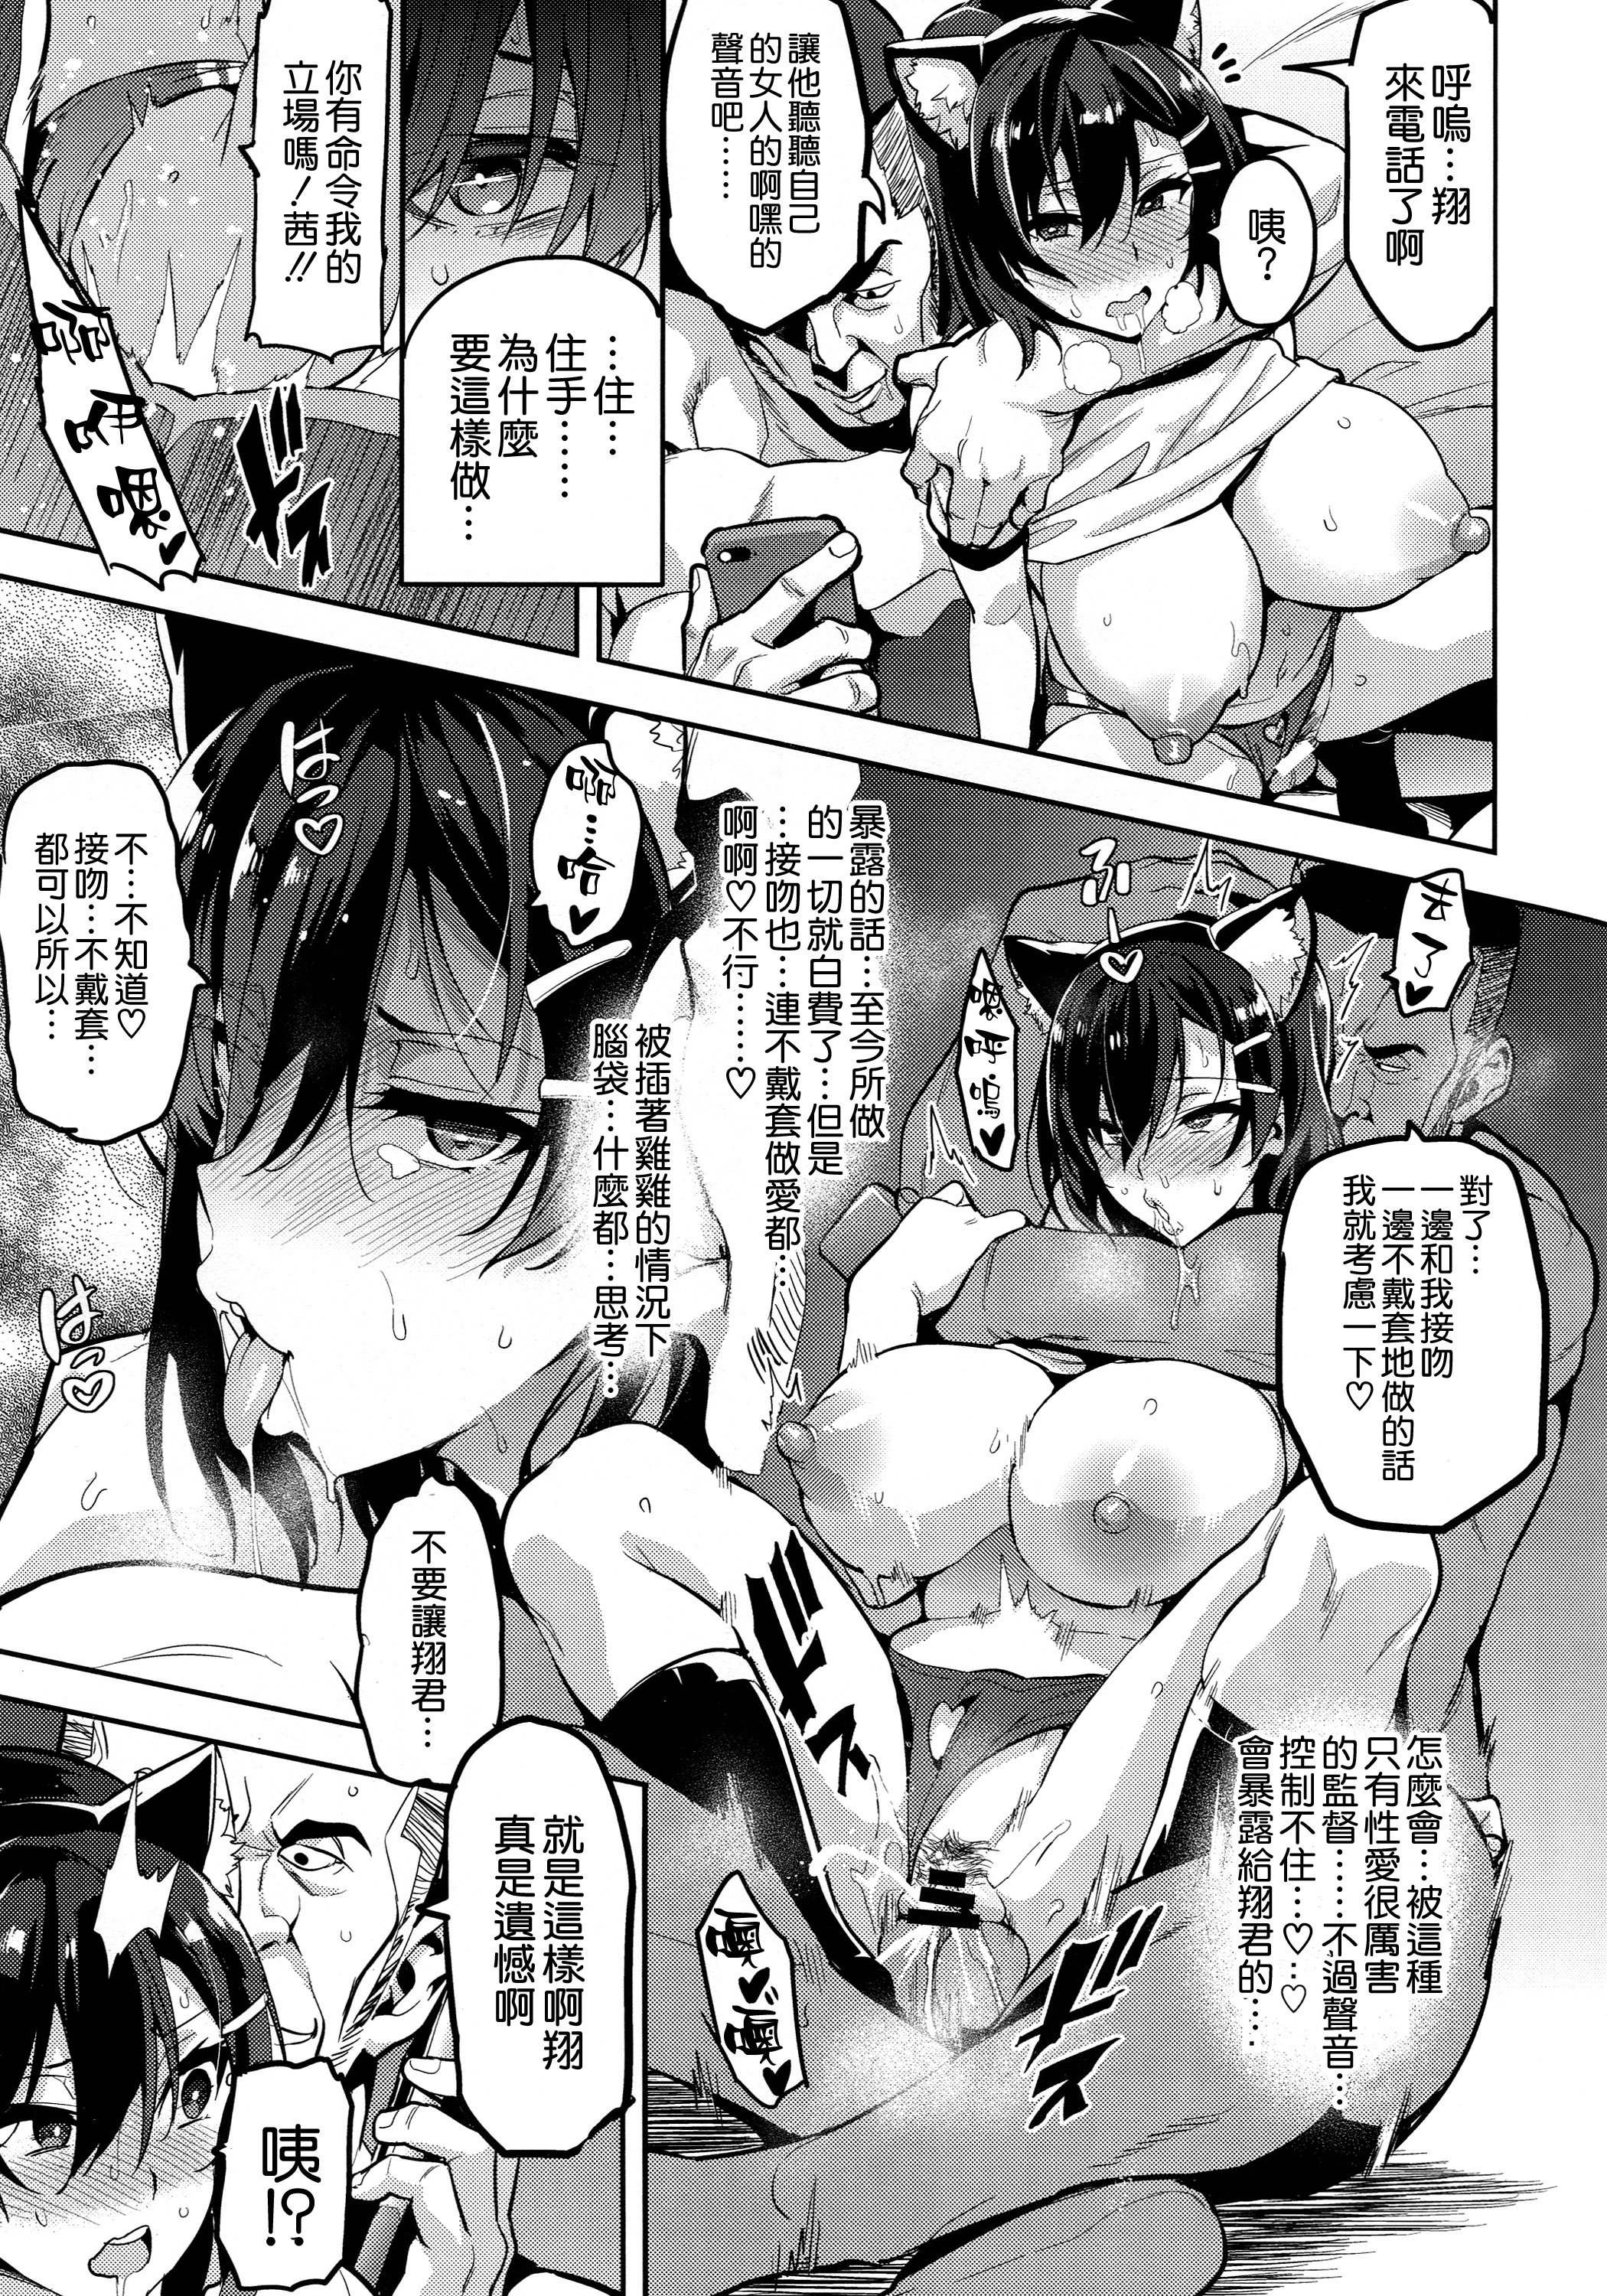 呼嗚…翔
來電話了啊
咦？
讓他聽聽自己
的女人的啊嘿的
聲音吧……
…住…
住手……
為什麼
要這樣做…
你有命令我的
立場嗎！茜!!
去了♥
嗯呼嗚♥
對了…
一邊和我接吻
一邊不戴套地做的話
我就考慮一下♡
怎麼會…被這種
只有性愛很厲害
的監督……不過聲音…
控制不住…♡…♡
會暴露給翔君的…
暴露的話…至今所做
的一切就白費了…但是
…接吻也…連不戴套做愛都…
啊啊♡不行……♡
被插著雞雞的情況下
腦袋…什麼都…思考…
はっ♡
はっ♡
不…不知道♡
接吻…不戴套…
都可以所以…
不要讓翔君…
就是這樣啊翔
真是遺憾啊
咦!?